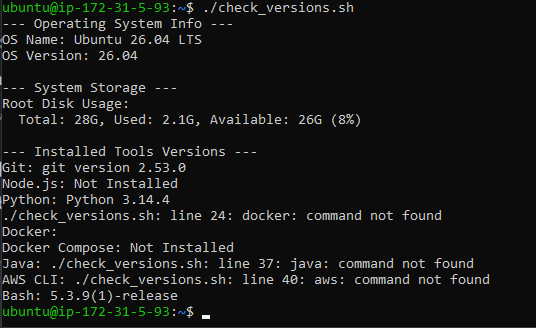 ubuntu@ip-172-31-5-93:~$ ./check_versions.sh
--- Operating System Info ---
OS Name: Ubuntu 26.04 LTS
OS Version: 26.04
--- System Storage ---
Root Disk Usage:
  Total: 28G, Used: 2.1G, Available: 26G (8%)
--- Installed Tools Versions ---
Git: git version 2.53.0
Node.js: Not Installed
Python: Python 3.14.4
./check_versions.sh: line 24: docker: command not found
Docker:
Docker Compose: Not Installed
Java: ./check_versions.sh: line 37: java: command not found
AWS CLI: ./check_versions.sh: line 40: aws: command not found
Bash: 5.3.9(1)-release
ubuntu@ip-172-31-5-93:~$